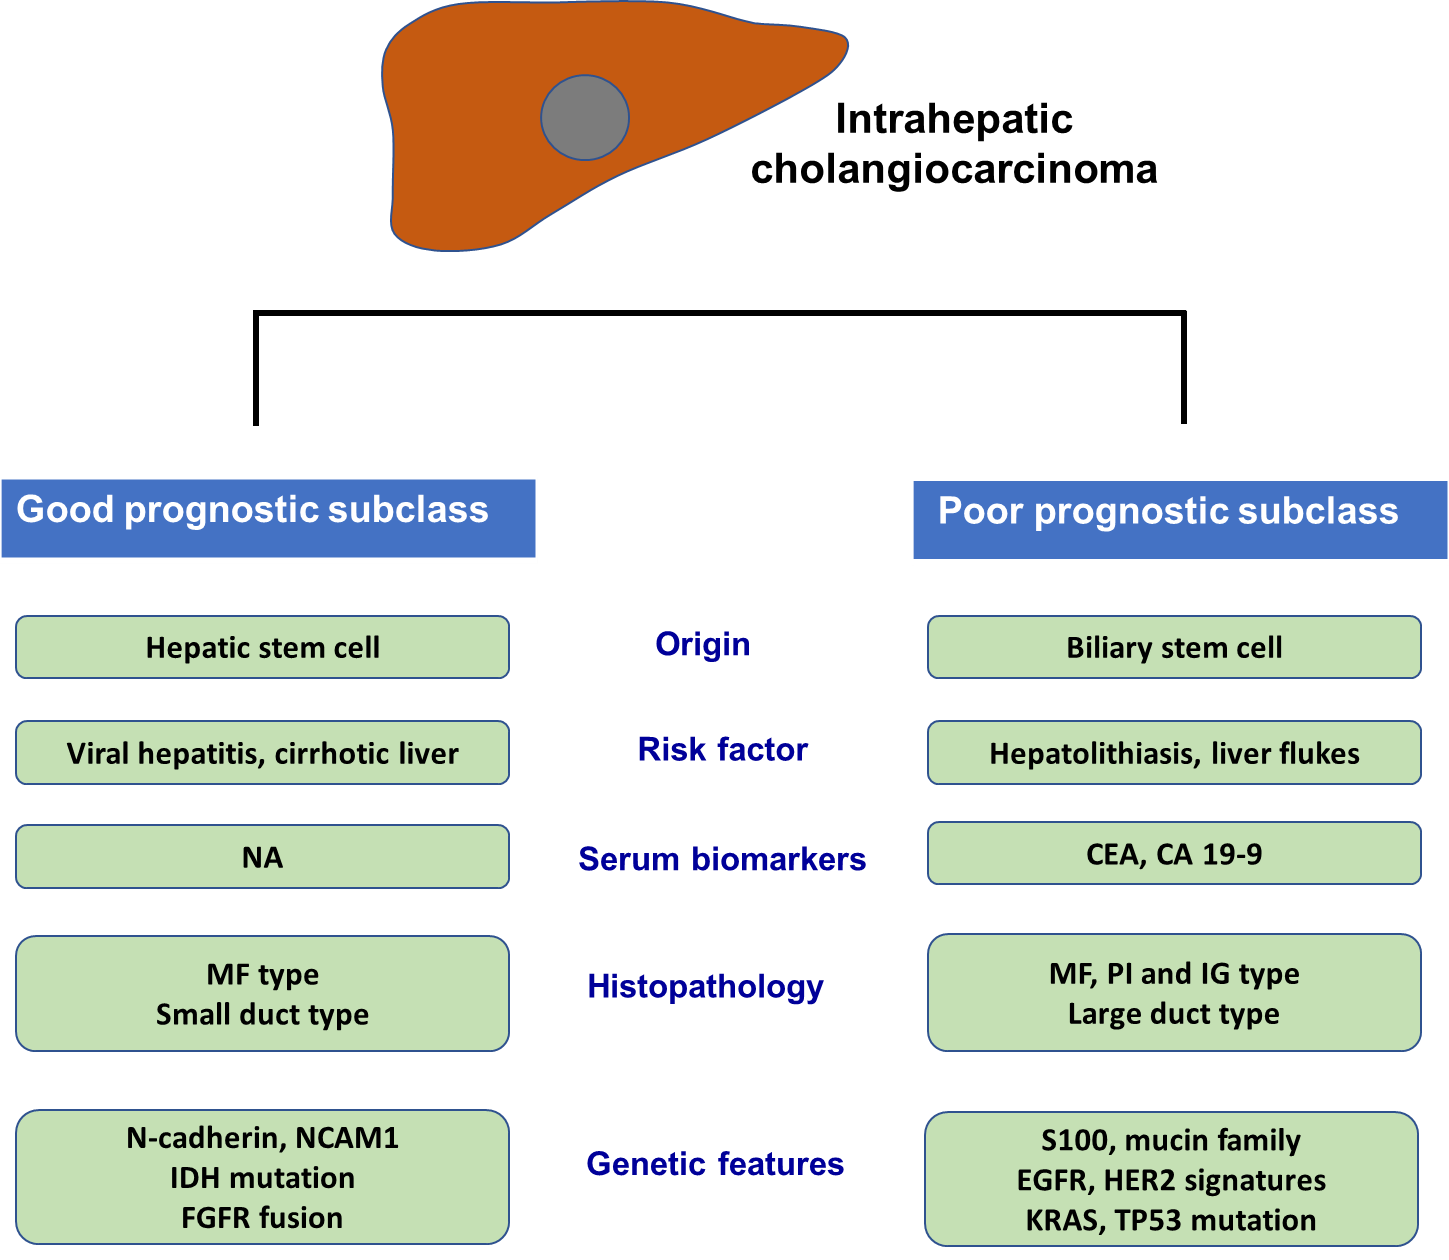 Intrahepatic
cholangiocarcinoma
Good prognostic subclass
Poor prognostic subclass
Hepatic stem cell
Origin
Biliary stem cell
Viral hepatitis, cirrhotic liver
Risk factor
Hepatolithiasis, liver flukes
NA
Serum biomarkers
CEA, CA 19-9
MF type
Small duct type
Histopathology
MF, PI and IG type
Large duct type
N-cadherin, NCAM1
IDH mutation
FGFR fusion
Genetic features
S100, mucin family
EGFR, HER2 signatures
KRAS, TP53 mutation